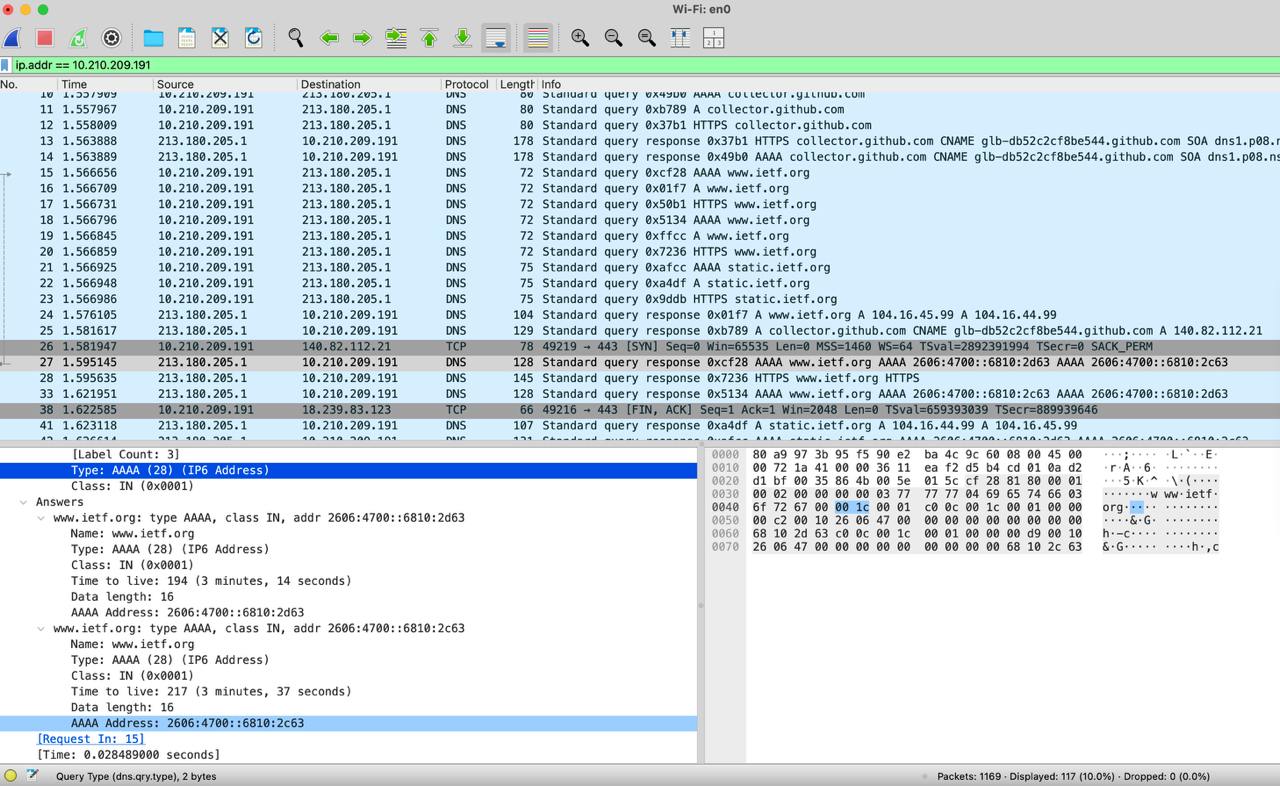 Wi-Fi: en0
ip.addr == 10.210.209.191
No. Time Source Destination Protocol Length Info
10 1.557909 10.210.209.191 213.180.205.1 DNS 80 Standard query 0x49b0 AAAA collector.github.com
11 1.557967 10.210.209.191 213.180.205.1 DNS 80 Standard query 0xb789 A collector.github.com
12 1.558009 10.210.209.191 213.180.205.1 DNS 80 Standard query 0x37b1 HTTPS collector.github.com
13 1.563888 213.180.205.1 10.210.209.191 DNS 178 Standard query response 0x37b1 HTTPS collector.github.com CNAME glb-db52c2cf8be544.github.com SOA dns1.p08.n
14 1.563889 213.180.205.1 10.210.209.191 DNS 178 Standard query response 0x49b0 AAAA collector.github.com CNAME glb-db52c2cf8be544.github.com SOA dns1.p08.ns
15 1.566656 10.210.209.191 213.180.205.1 DNS 72 Standard query 0xcf28 AAAA www.ietf.org
16 1.566709 10.210.209.191 213.180.205.1 DNS 72 Standard query 0x01f7 A www.ietf.org
17 1.566731 10.210.209.191 213.180.205.1 DNS 72 Standard query 0x50b1 HTTPS www.ietf.org
18 1.566796 10.210.209.191 213.180.205.1 DNS 72 Standard query 0x5134 AAAA www.ietf.org
19 1.566845 10.210.209.191 213.180.205.1 DNS 72 Standard query 0xffcc A www.ietf.org
20 1.566859 10.210.209.191 213.180.205.1 DNS 72 Standard query 0x7236 HTTPS www.ietf.org
21 1.566925 10.210.209.191 213.180.205.1 DNS 75 Standard query 0xafcc AAAA static.ietf.org
22 1.566948 10.210.209.191 213.180.205.1 DNS 75 Standard query 0xa4df A static.ietf.org
23 1.566986 10.210.209.191 213.180.205.1 DNS 75 Standard query 0x9ddb HTTPS static.ietf.org
24 1.576105 213.180.205.1 10.210.209.191 DNS 104 Standard query response 0x01f7 A www.ietf.org A 104.16.45.99 A 104.16.44.99
25 1.581617 213.180.205.1 10.210.209.191 DNS 129 Standard query response 0xb789 A collector.github.com CNAME glb-db52c2cf8be544.github.com A 140.82.112.21
26 1.581947 10.210.209.191 140.82.112.21 TCP 78 49219 → 443 [SYN] Seq=0 Win=65535 Len=0 MSS=1460 WS=64 TSval=2892391994 TSecr=0 SACK_PERM
27 1.595145 213.180.205.1 10.210.209.191 DNS 128 Standard query response 0xcf28 AAAA www.ietf.org AAAA 2606:4700::6810:2d63 AAAA 2606:4700::6810:2c63
28 1.595635 213.180.205.1 10.210.209.191 DNS 145 Standard query response 0x7236 HTTPS www.ietf.org HTTPS
33 1.621951 213.180.205.1 10.210.209.191 DNS 128 Standard query response 0x5134 AAAA www.ietf.org AAAA 2606:4700::6810:2d63 AAAA 2606:4700::6810:2c63
38 1.622585 10.210.209.191 18.239.83.123 TCP 66 49216 → 443 [FIN, ACK] Seq=1 Ack=1 Win=2048 Len=0 TSval=659393039 TSecr=889939646
41 1.623118 213.180.205.1 10.210.209.191 DNS 107 Standard query response 0xa4df A static.ietf.org A 104.16.44.99 A 104.16.45.99
[Label Count: 3]
Type: AAAA (28) (IP6 Address)
Class: IN (0x0001)
Answers
www.ietf.org: type AAAA, class IN, addr 2606:4700::6810:2d63
Name: www.ietf.org
Type: AAAA (28) (IP6 Address)
Class: IN (0x0001)
Time to live: 194 (3 minutes, 14 seconds)
Data length: 16
AAAA Address: 2606:4700::6810:2d63
www.ietf.org: type AAAA, class IN, addr 2606:4700::6810:2c63
Name: www.ietf.org
Type: AAAA (28) (IP6 Address)
Class: IN (0x0001)
Time to live: 217 (3 minutes, 37 seconds)
Data length: 16
AAAA Address: 2606:4700::6810:2c63
[Request In: 15]
[Time: 0.028489000 seconds]
0000 80 a9 97 3b 95 f5 90 e2 ba 4c 9c 60 08 00 45 00 ···;···· ·L·`··E·
0010 00 72 1a 41 00 00 36 11 ea f2 d5 b4 cd 01 0a d2 ·r·A··6· ········
0020 d1 bf 00 35 86 4b 00 5e 01 5c cf 28 81 80 00 01 ···5·K·^ ·\·(····
0030 00 02 00 00 00 00 03 77 77 77 04 69 65 74 66 03 ·······w ww·ietf·
0040 6f 72 67 00 00 1c 00 01 c0 0c 00 1c 00 01 00 00 org····· ········
0050 00 c2 00 10 26 06 47 00 00 00 00 00 00 00 00 00 ····&·G· ········
0060 68 10 2d 63 c0 0c 00 1c 00 01 00 00 00 d9 00 10 h·-c···· ········
0070 26 06 47 00 00 00 00 00 00 00 00 00 68 10 2c 63 &·G····· ····h·,c
Query Type (dns.qry.type), 2 bytes
Packets: 1169 · Displayed: 117 (10.0%) · Dropped: 0 (0.0%)